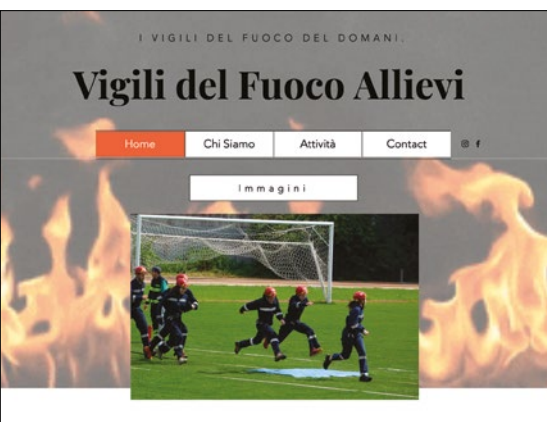 I VIGILI DEL FUOCO DEL DOMANI.
Vigili del Fuoco Allievi
Home Chi Siamo Attività Contact
Immagini